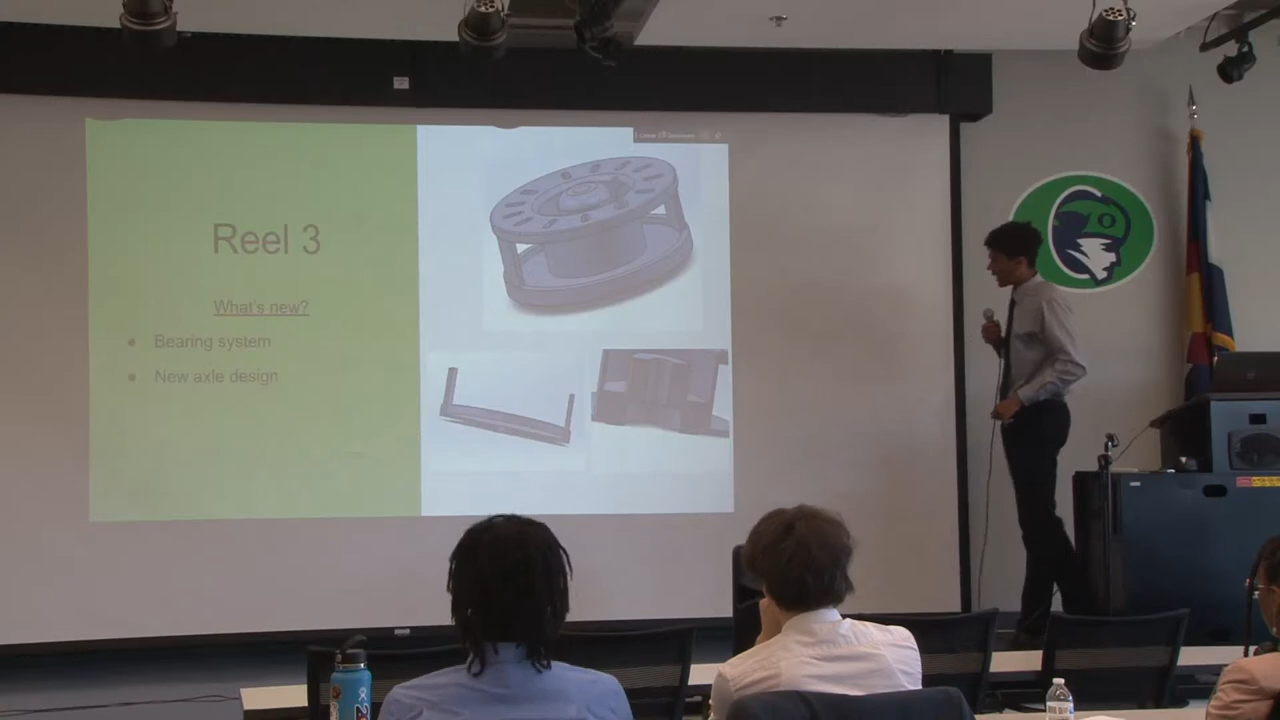 Reel 3
What's new?
● Bearing system
● New axle design